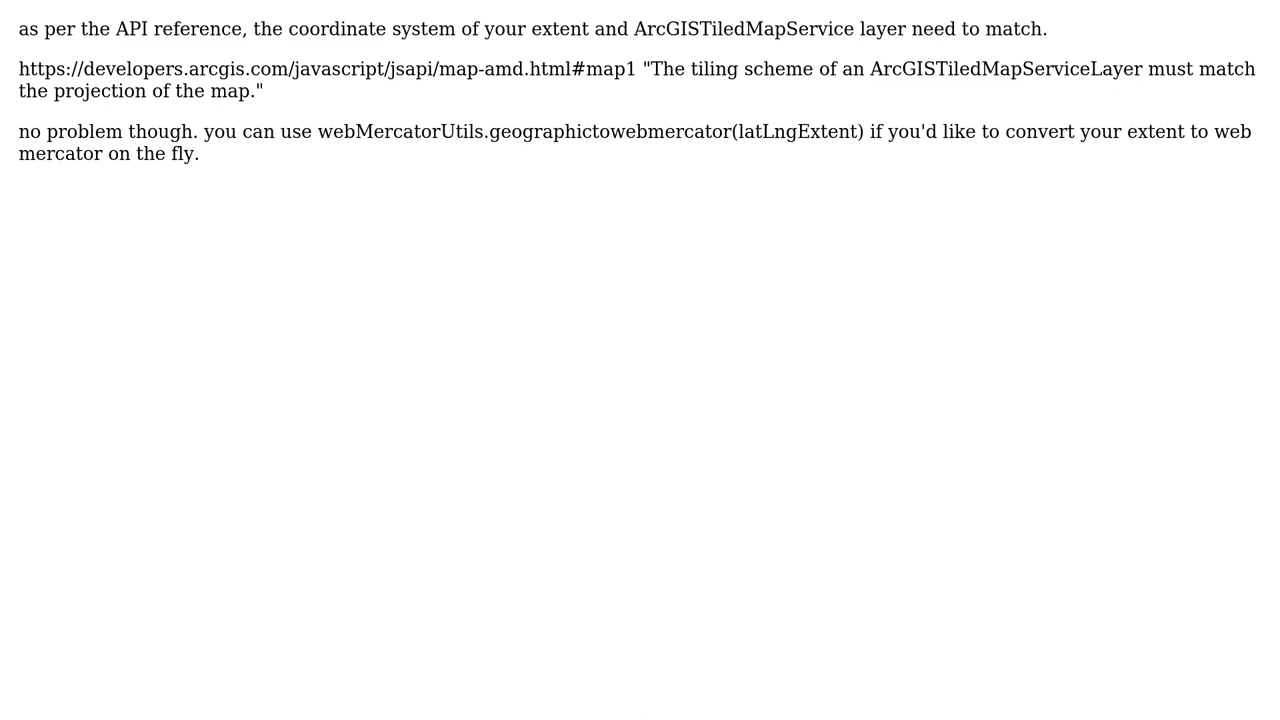 as per the API reference, the coordinate system of your extent and ArcGISTiledMapService layer need to match.
https://developers.arcgis.com/javascript/jsapi/map-amd.html#map1 "The tiling scheme of an ArcGISTiledMapServiceLayer must match
the projection of the map."
no problem though. you can use webMercatorUtils.geographictowebmercator(latLngExtent) if you'd like to convert your extent to web
mercator on the fly.